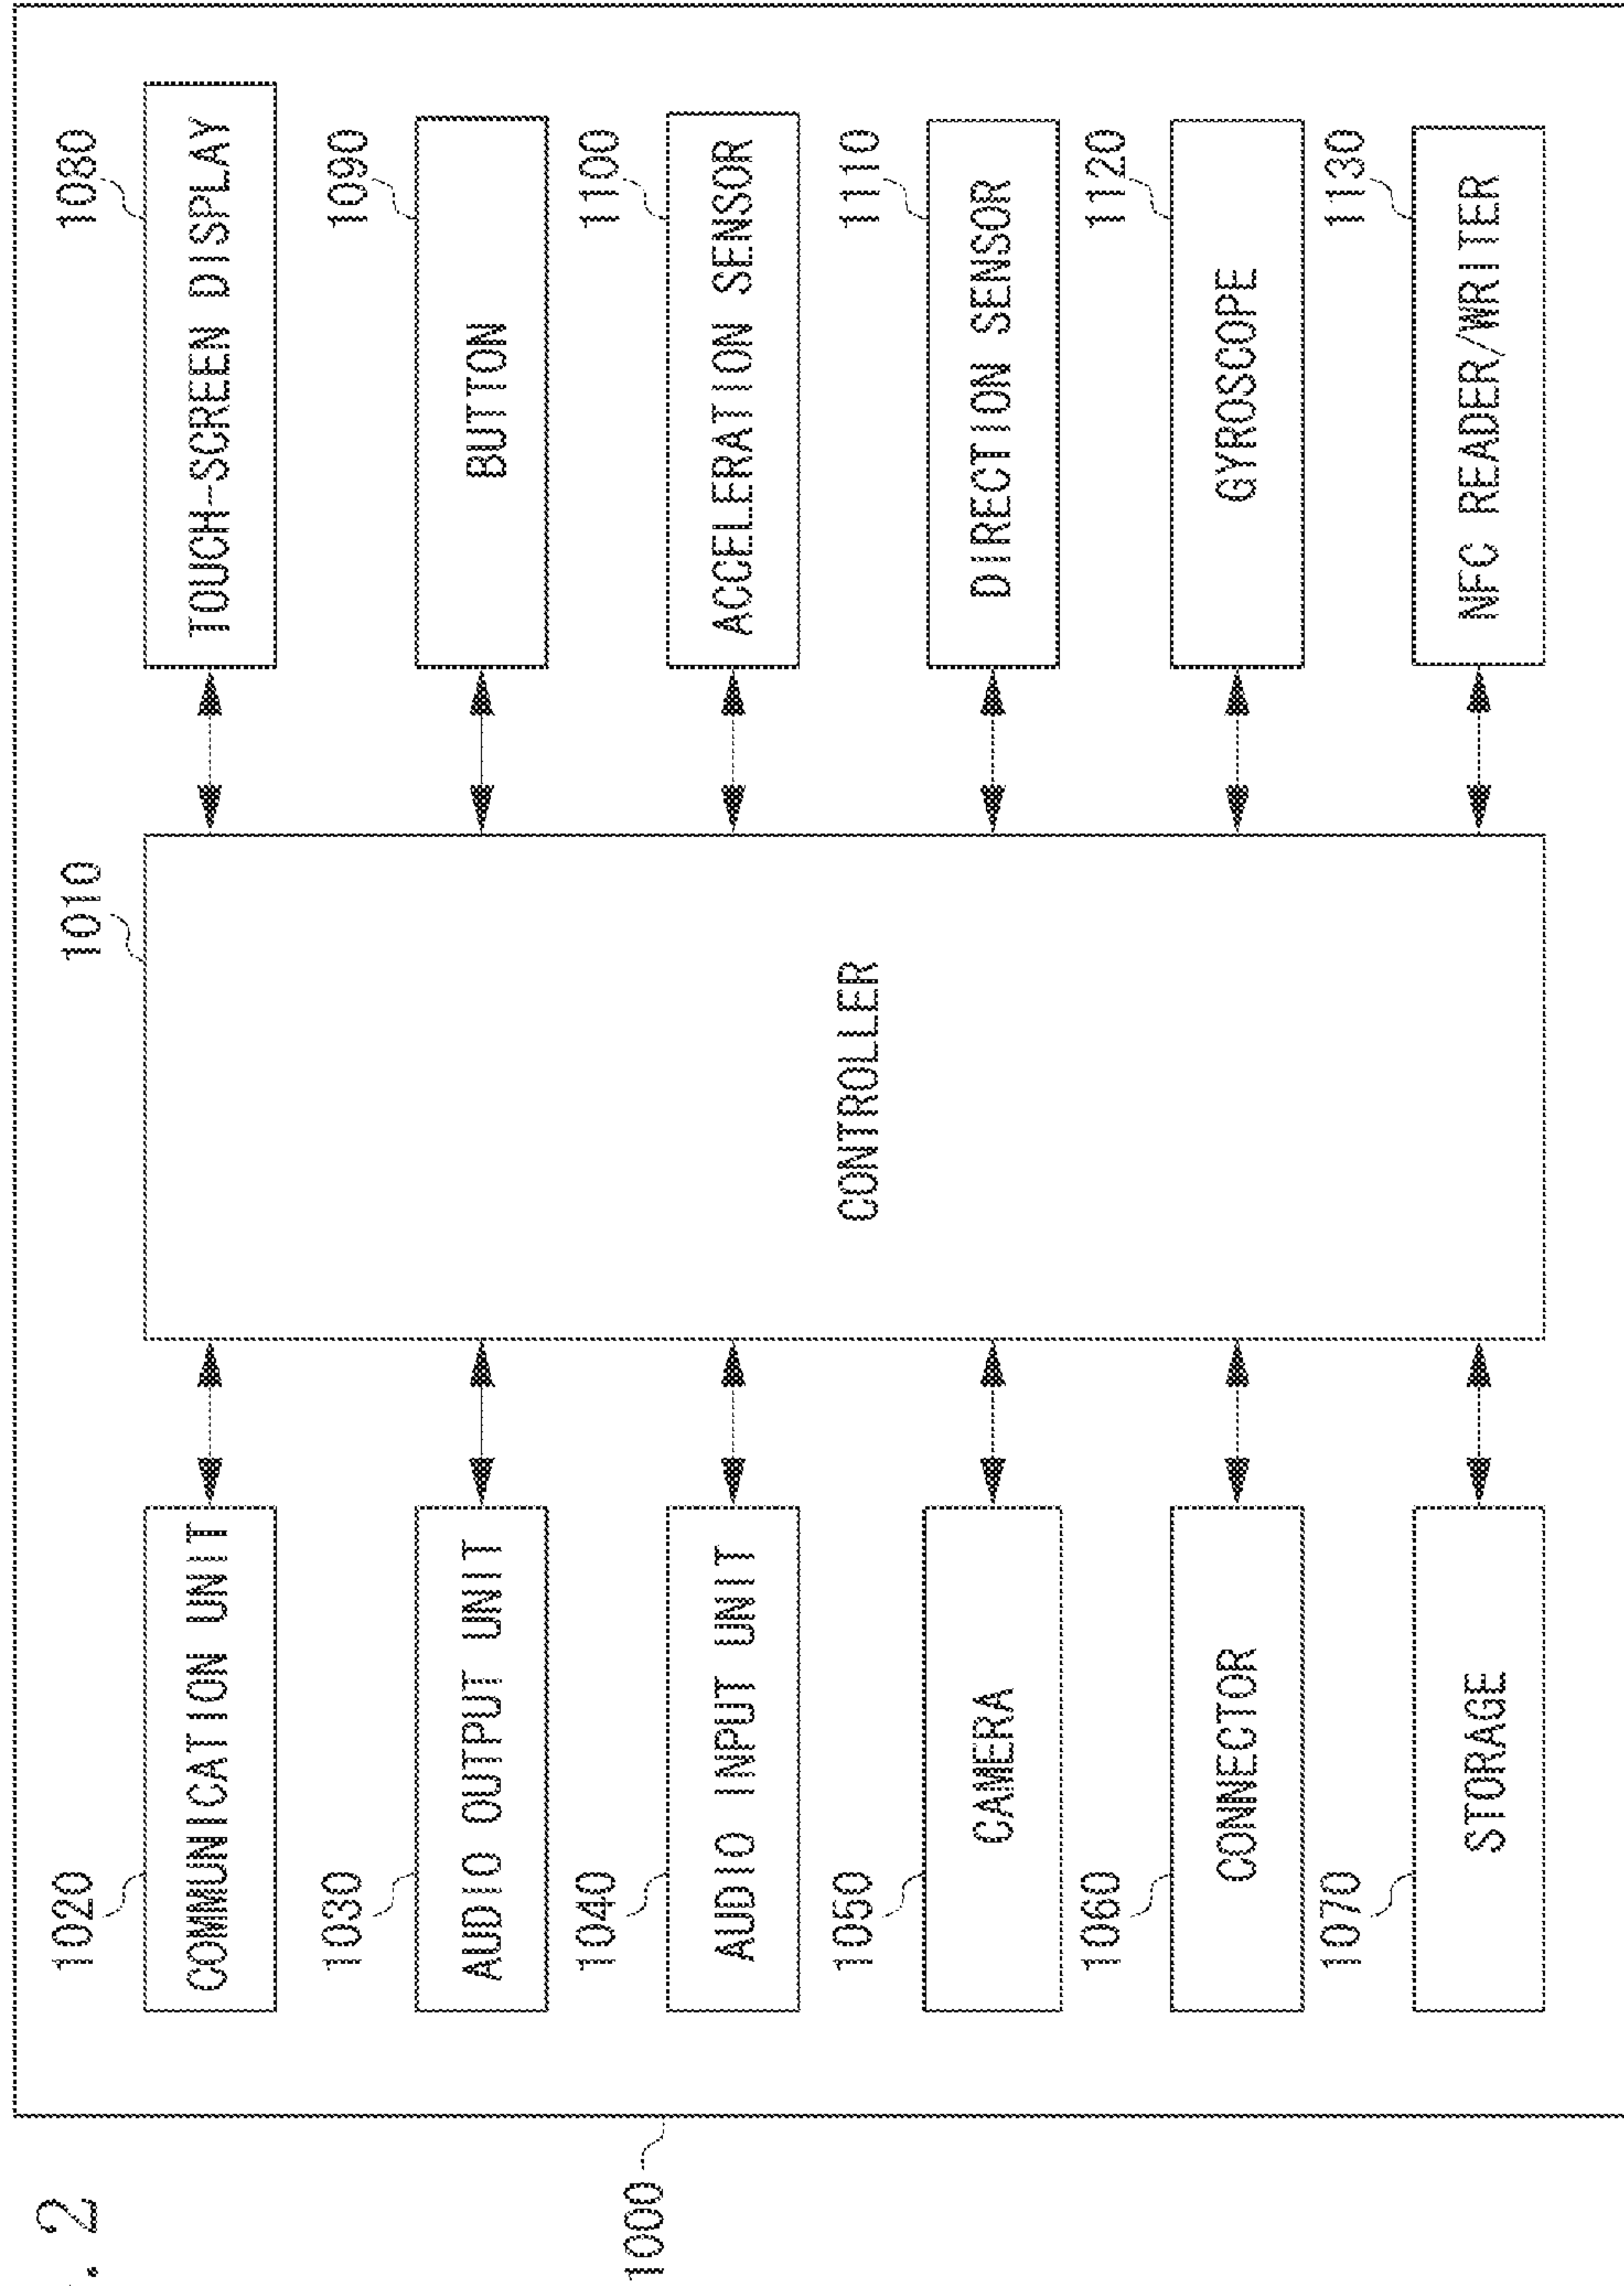 . 2
1000
1010
CONTROLLER
1020
COMMUNICATION UNIT
1030
AUDIO OUTPUT UNIT
1040
AUDIO INPUT UNIT
1050
CAMERA
1060
CONNECTOR
1070
STORAGE
1080
TOUCH-SCREEN DISPLAY
1090
BUTTON
1100
ACCELERATION SENSOR
1110
DIRECTION SENSOR
1120
GYROSCOPE
1130
NFC READER/WRITER